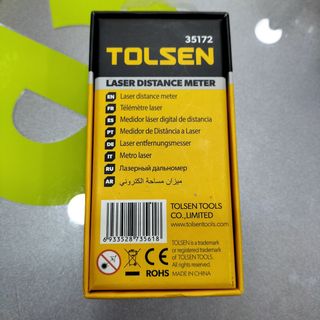 35172
TOLSEN
LASER DISTANCE METER
EN Laser distance meter
FR Télémètre laser
ES Medidor láser digital de distancia
PT Medidor de Distância a Laser
DE Laser entfernungsmesser
IT Metro laser
RU Лазерный дальномер
AR ميزان مساحة الكتروني
TOLSEN TOOLS
CO.,LIMITED
www.tolsentools.com
6933528735618
TOLSEN is a trademark
or registered trademark
of TOLSEN TOOLS.
All rights reserved.
MADE IN CHINA
CE ROHS